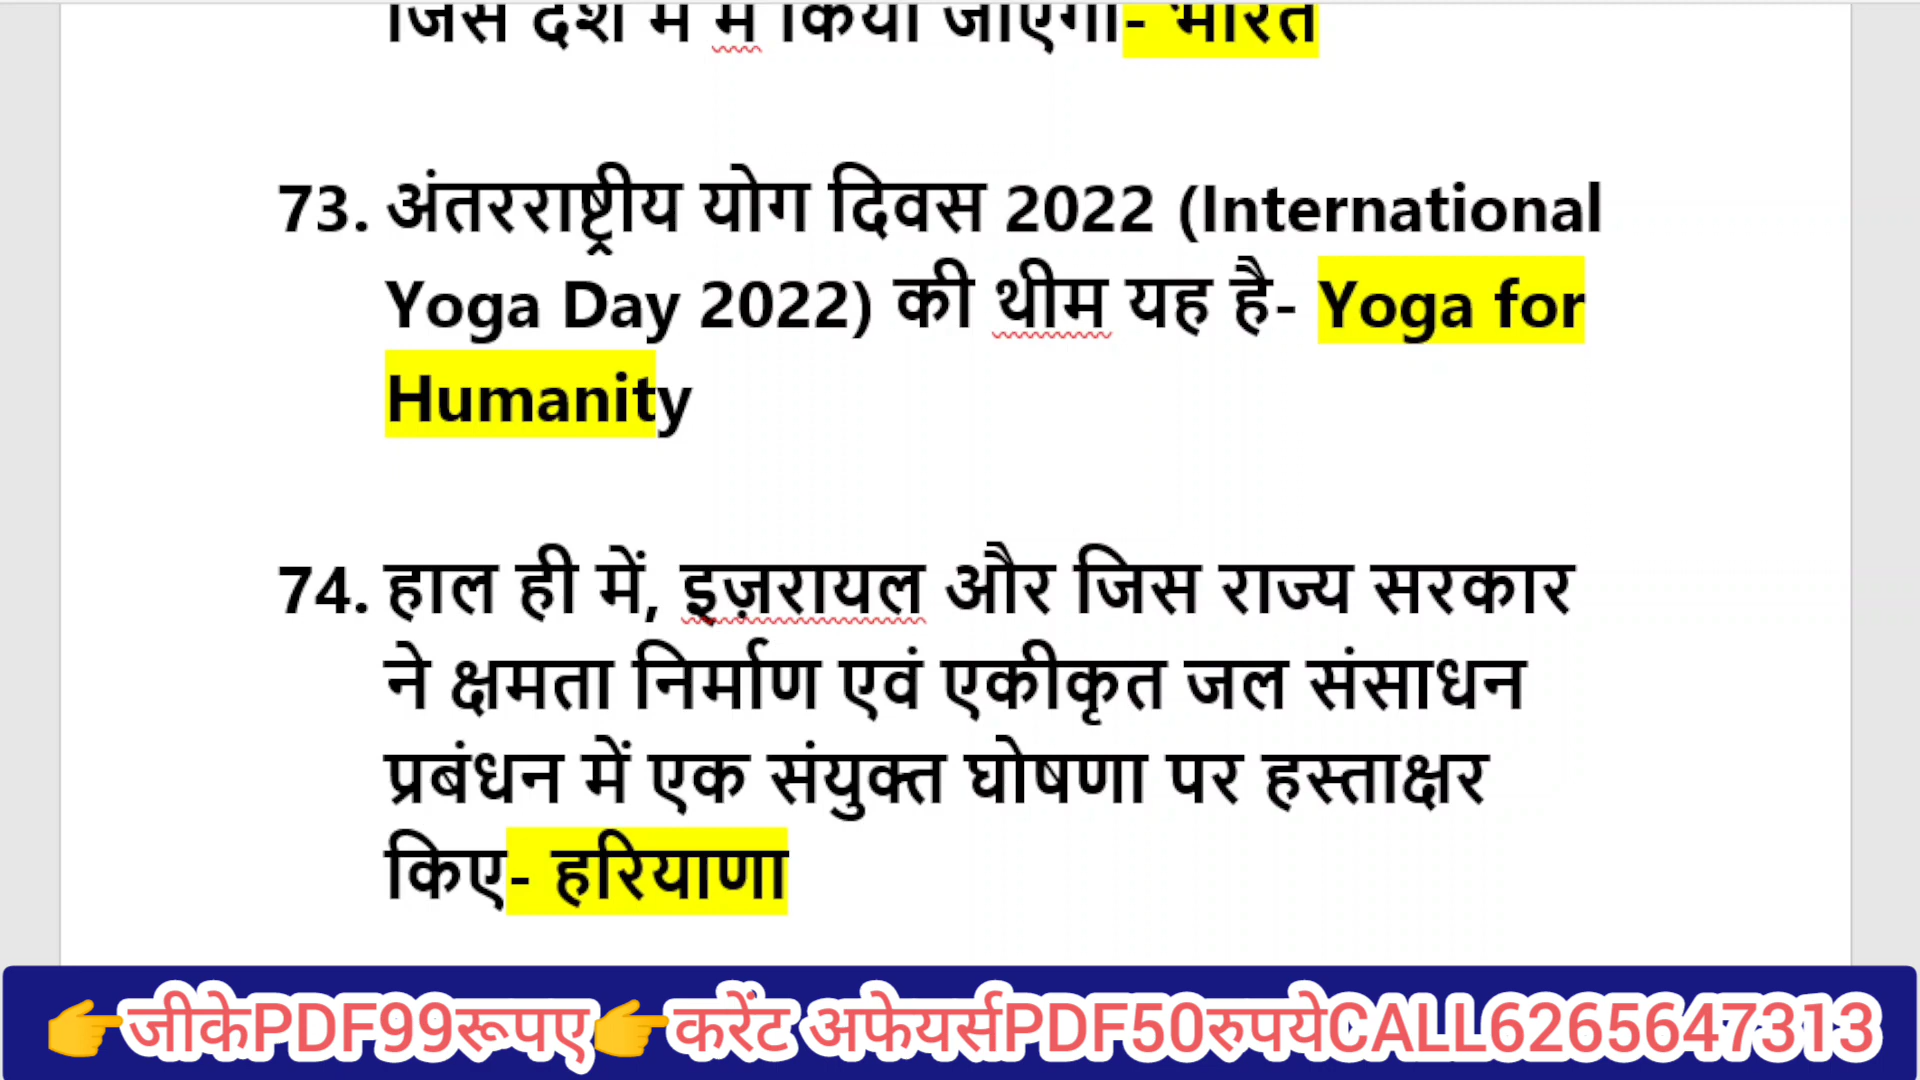 जिस देश में में किया जाएगा- भारत
73. अंतरराष्ट्रीय योग दिवस 2022 (International
Yoga Day 2022) की थीम यह है- Yoga for
Humanity
74. हाल ही में, इज़रायल और जिस राज्य सरकार
ने क्षमता निर्माण एवं एकीकृत जल संसाधन
प्रबंधन में एक संयुक्त घोषणा पर हस्ताक्षर
किए- हरियाणा
👉जीकेPDF99रूपए👉करेंट अफेयर्सPDF50रुपयेCALL6265647313